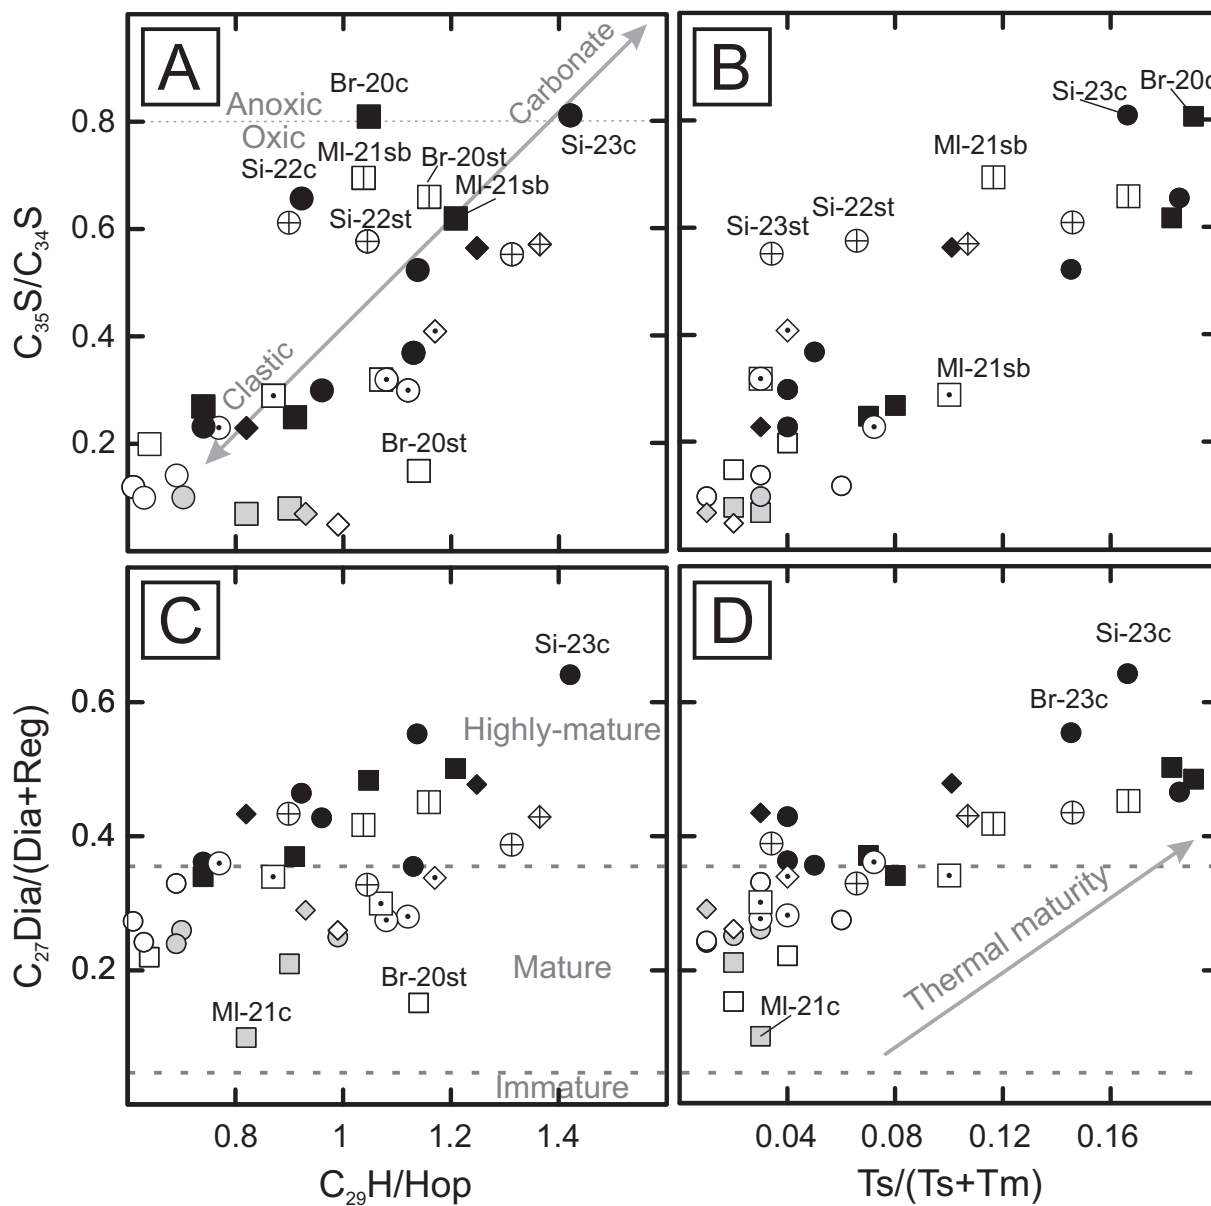 A
B
Br-20c
Carbonate
Anoxic
Oxic
Si-22c
Ml-21sb
Br-20st
Si-23c
Ml-21sb
Si-22st
Clastic
Br-20st
0.8
0.6
0.4
0.2
C35S/C34S
Si-23c
Br-20c
Ml-21sb
Si-22st
Si-23st
Ml-21sb
C
D
Si-23c
Highly-mature
Mature
Br-20st
Ml-21c
Immature
0.6
0.4
0.2
C27Dia/(Dia+Reg)
Si-23c
Br-23c
Thermal maturity
Ml-21c
0.8 1 1.2 1.4
0.04 0.08 0.12 0.16
C29H/Hop
Ts/(Ts+Tm)